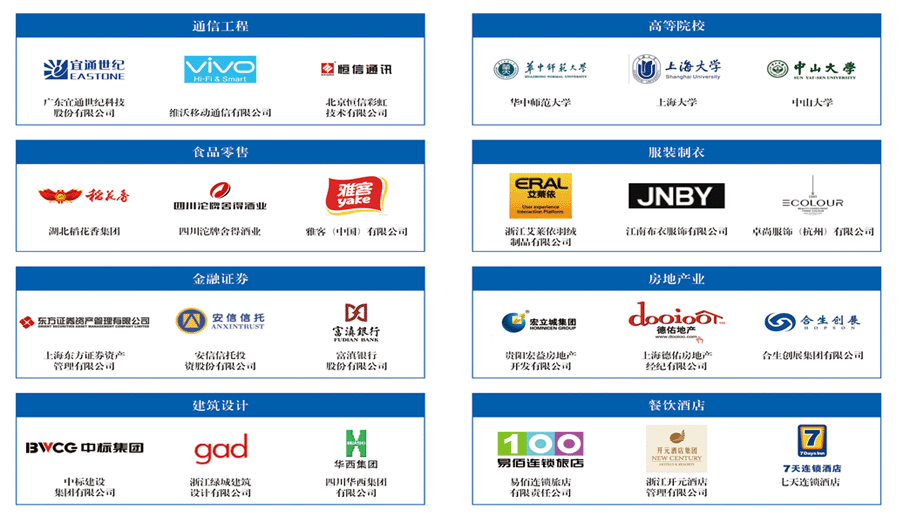 通信工程
宜通世纪
EASTONE
vivo
Hi-Fi & Smart
恒信通讯
广东宜通世纪科技
股份有限公司
维沃移动通信有限公司
北京恒信彩虹
技术有限公司
高等院校
華中師範大學
HUAZHONG NORMAL UNIVERSITY
上海大學
Shanghai University
中山大學
SUN YAT-SEN UNIVERSITY
华中师范大学
上海大学
中山大学
食品零售
稻花香
四川沱牌舍得酒业
雅客
yake
湖北稻花香集团
四川沱牌舍得酒业
雅客（中国）有限公司
服装制衣
ERAL
艾莱依
User experience
Interaction Platform
JNBY
ECOLOUR
浙江艾莱依羽绒
制品有限公司
江南布衣服饰有限公司
卓尚服饰（杭州）有限公司
金融证券
东方证券资产管理有限公司
ORIENT SECURITIES ASSET MANAGEMENT COMPANY LIMITED
安信信托
ANXINTRUST
富滇银行
FUDIAN BANK
上海东方证券资产
管理有限公司
安信信托投
资股份有限公司
富滇银行
股份有限公司
房地产业
宏立城集团
HOMNINCEN GROUP
dooioo
德佑地产
www.dooioo.com
合生创展
HOPSON
贵阳宏益房地产
开发有限公司
上海德佑房地产
经纪有限公司
合生创展集团有限公司
建筑设计
BWCG 中标集团
gad
HUASHI
华西集团
中标建设
集团有限公司
浙江绿城建筑
设计有限公司
四川华西集团
有限公司
餐饮酒店
100
易佰连锁旅店
开元酒店集团
NEW CENTURY
HOTELS & RESORTS
7
7Days Inn
7天连锁酒店
易佰连锁旅店
有限责任公司
浙江开元酒店
管理有限公司
七天连锁酒店